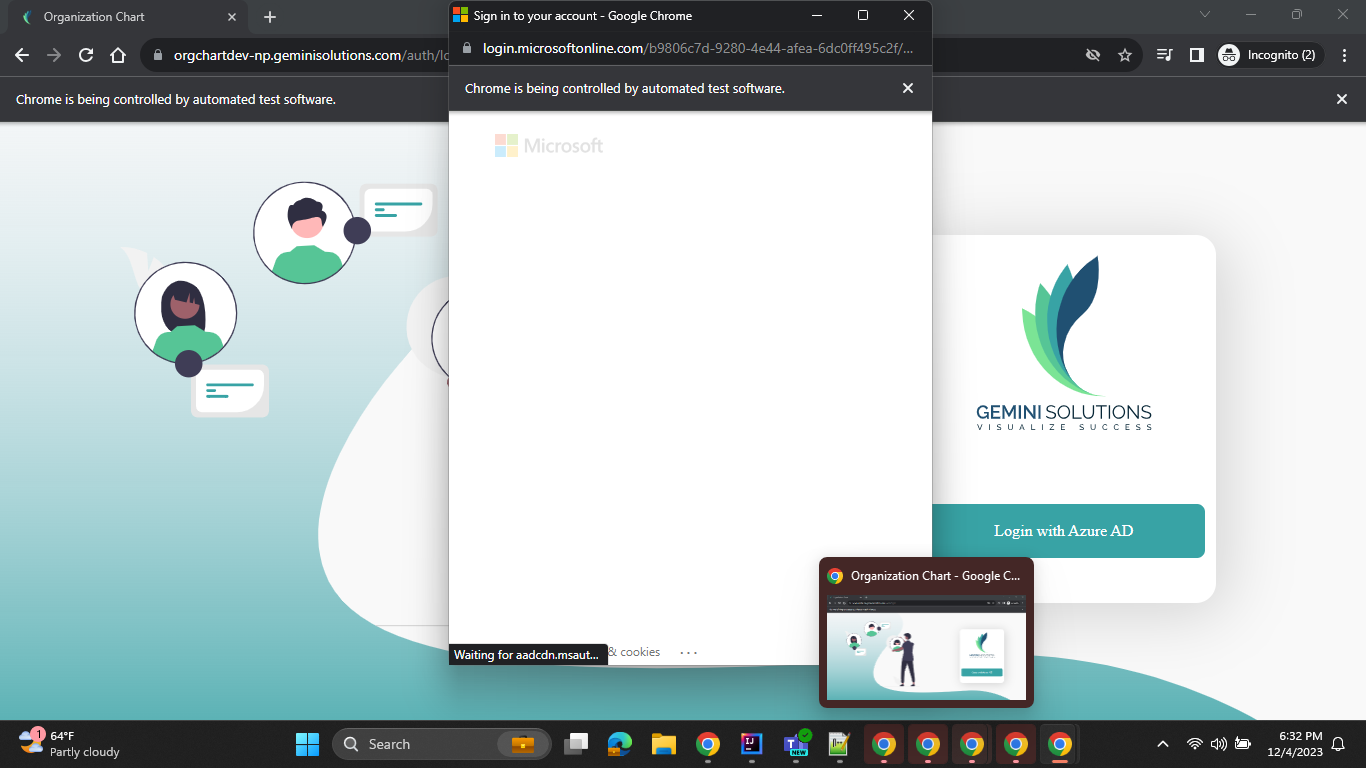 Organization Chart
Sign in to your account - Google Chrome
orgchartdev-np.geminisolutions.com/auth/lo
login.microsoftonline.com/b9806c7d-9280-4e44-afea-6dc0ff495c2f/...
Incognito (2)
Chrome is being controlled by automated test software.
Chrome is being controlled by automated test software.
Microsoft
GEMINI SOLUTIONS
VISUALIZE SUCCESS
Login with Azure AD
Organization Chart - Google C...
Waiting for aadcdn.msaut...
& cookies
...
1
64°F
Partly cloudy
Search
IJ
T
NEW
6:32 PM
12/4/2023